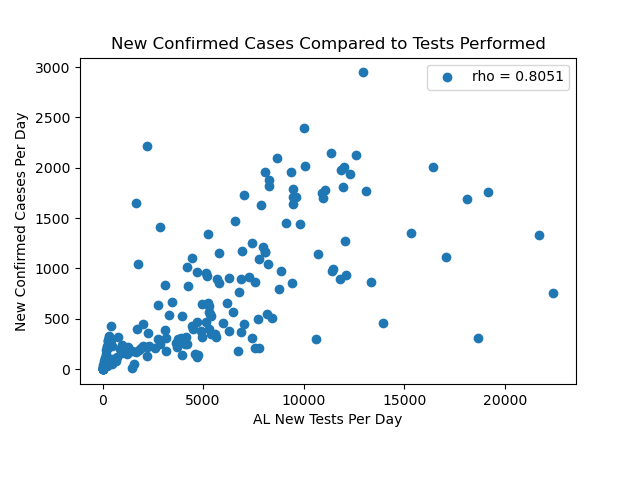 New Confirmed Cases Compared to Tests Performed
rho = 0.8051
New Confirmed Caeses Per Day
3000
2500
2000
1500
1000
500
0
0 5000 10000 15000 20000
AL New Tests Per Day